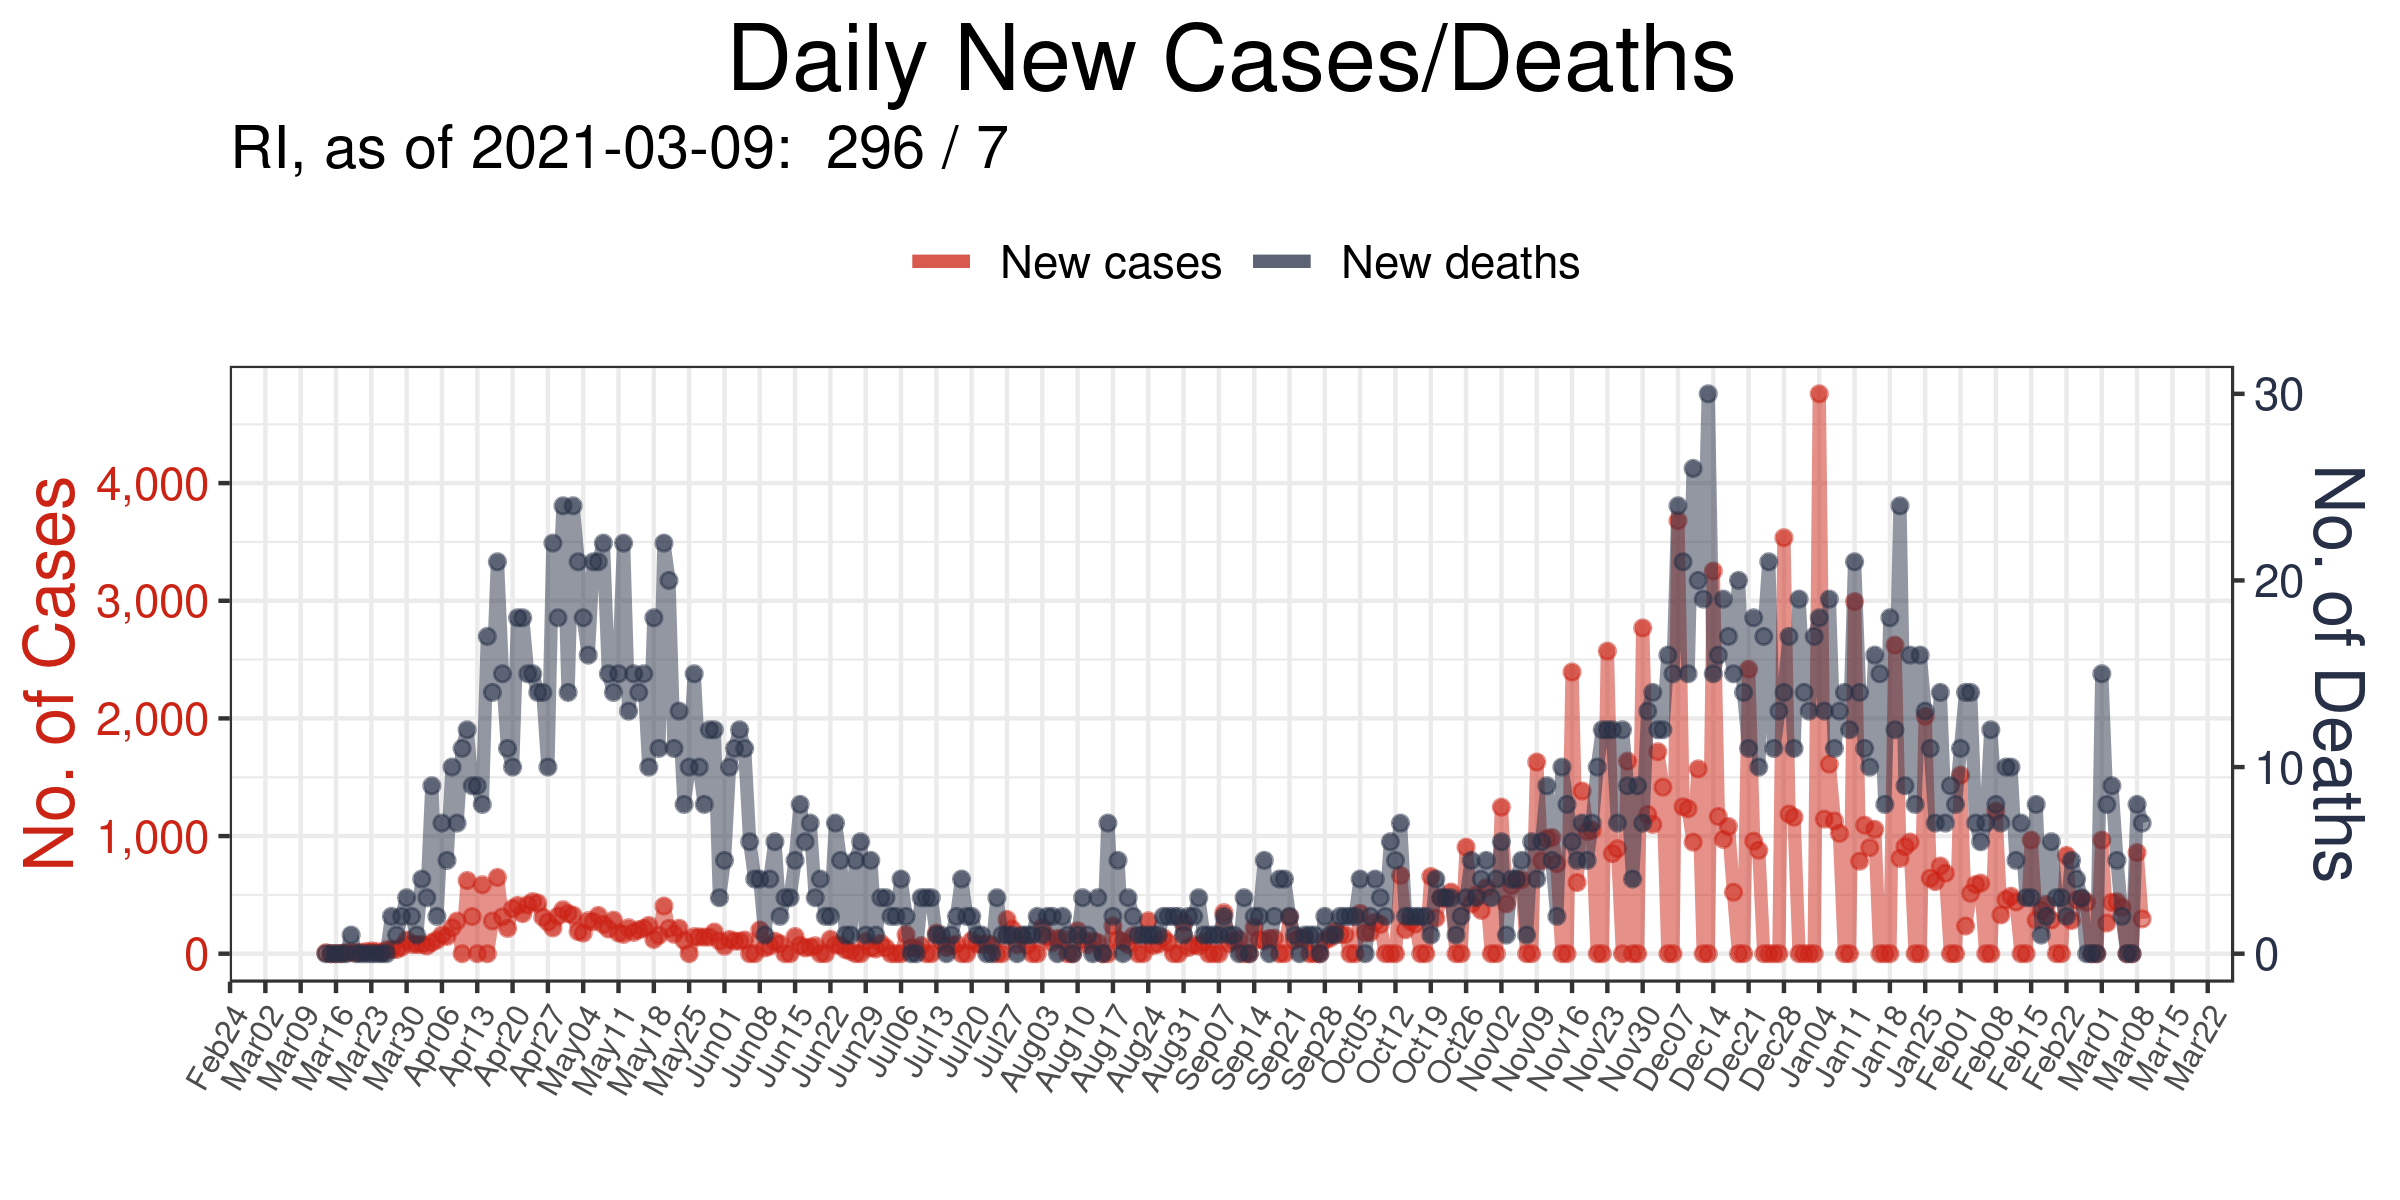 Daily New Cases/Deaths
RI, as of 2021-03-09:  296 / 7
New cases
New deaths
No. of Cases
4,000
3,000
2,000
1,000
0
30
20
10
0
No. of Deaths
Feb24
Mar02
Mar09
Mar16
Mar23
Mar30
Apr06
Apr13
Apr20
Apr27
May04
May11
May18
May25
Jun01
Jun08
Jun15
Jun22
Jun29
Jul06
Jul13
Jul20
Jul27
Aug03
Aug10
Aug17
Aug24
Aug31
Sep07
Sep14
Sep21
Sep28
Oct05
Oct12
Oct19
Oct26
Nov02
Nov09
Nov16
Nov23
Nov30
Dec07
Dec14
Dec21
Dec28
Jan04
Jan11
Jan18
Jan25
Feb01
Feb08
Feb15
Feb22
Mar01
Mar08
Mar15
Mar22